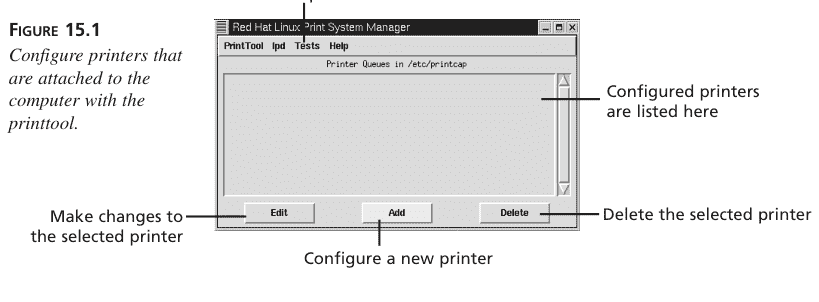 FIGURE 15.1
Configure printers that
are attached to the
computer with the
printtool.
Red Hat Linux Print System Manager
PrintTool lpd Tests Help
Printer Queues in /etc/printcap
Configured printers
are listed here
Edit
Add
Delete
Make changes to
the selected printer
Delete the selected printer
Configure a new printer